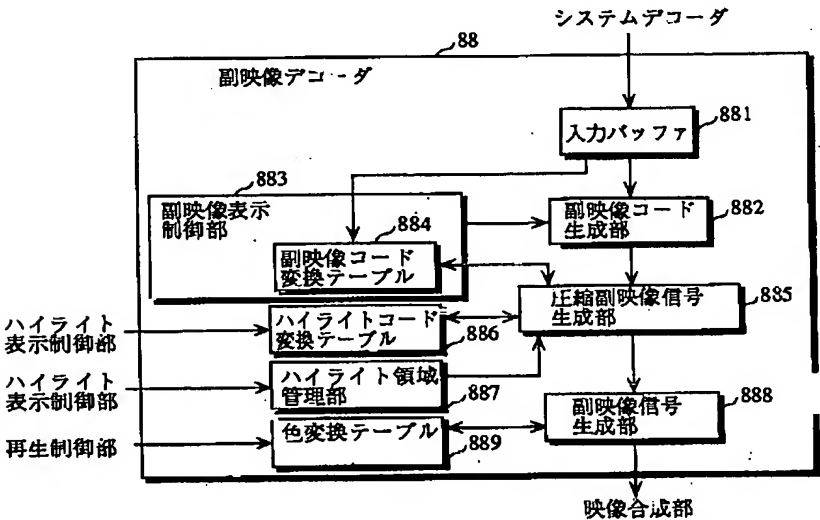 システムデコーダ
88
副映像デコーダ
881
入力バッファ
883
副映像表示
制御部
884
副映像コード
変換テーブル
副映像コード
生成部
882
圧縮副映像信号
生成部
885
ハイライト
表示制御部
ハイライトコード
変換テーブル
886
ハイライト
表示制御部
ハイライト領域
管理部
887
副映像信号
生成部
888
再生制御部
色変換テーブル
889
映像合成部